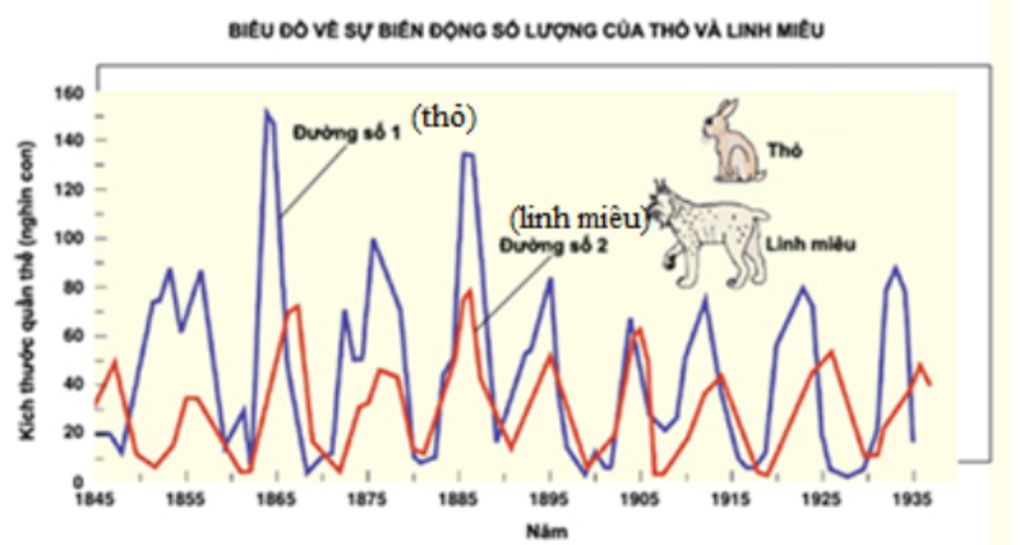 BIỂU ĐỒ VỀ SỰ BIẾN ĐỘNG SỐ LƯỢNG CỦA THỎ VÀ LINH MIÊU
Kích thước quần thể (nghìn con)
160
140
120
100
80
60
40
20
0
Đường số 1 (thỏ)
Thỏ
(linh miêu)
Đường số 2
Linh miêu
1845 1855 1865 1875 1885 1895 1905 1915 1925 1935
Năm